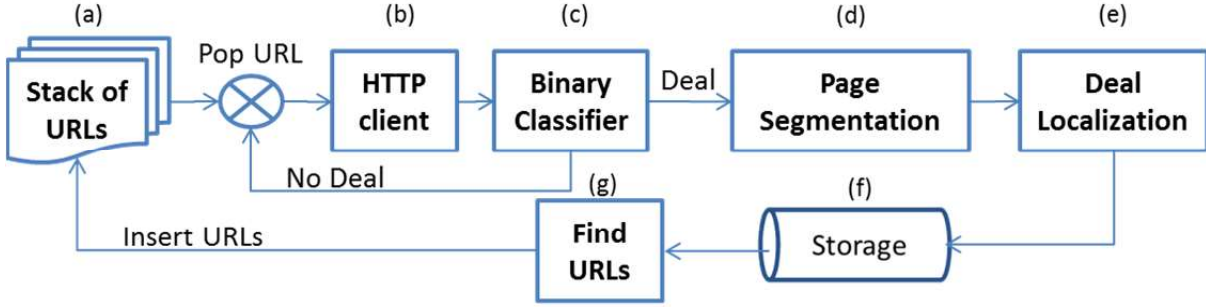 (a)
(b)
(c)
(d)
(e)
Pop URL
Stack of
URLs
HTTP
client
Binary
Classifier
Deal
Page
Segmentation
Deal
Localization
No Deal
(g)
(f)
Insert URLs
Find
URLs
Storage